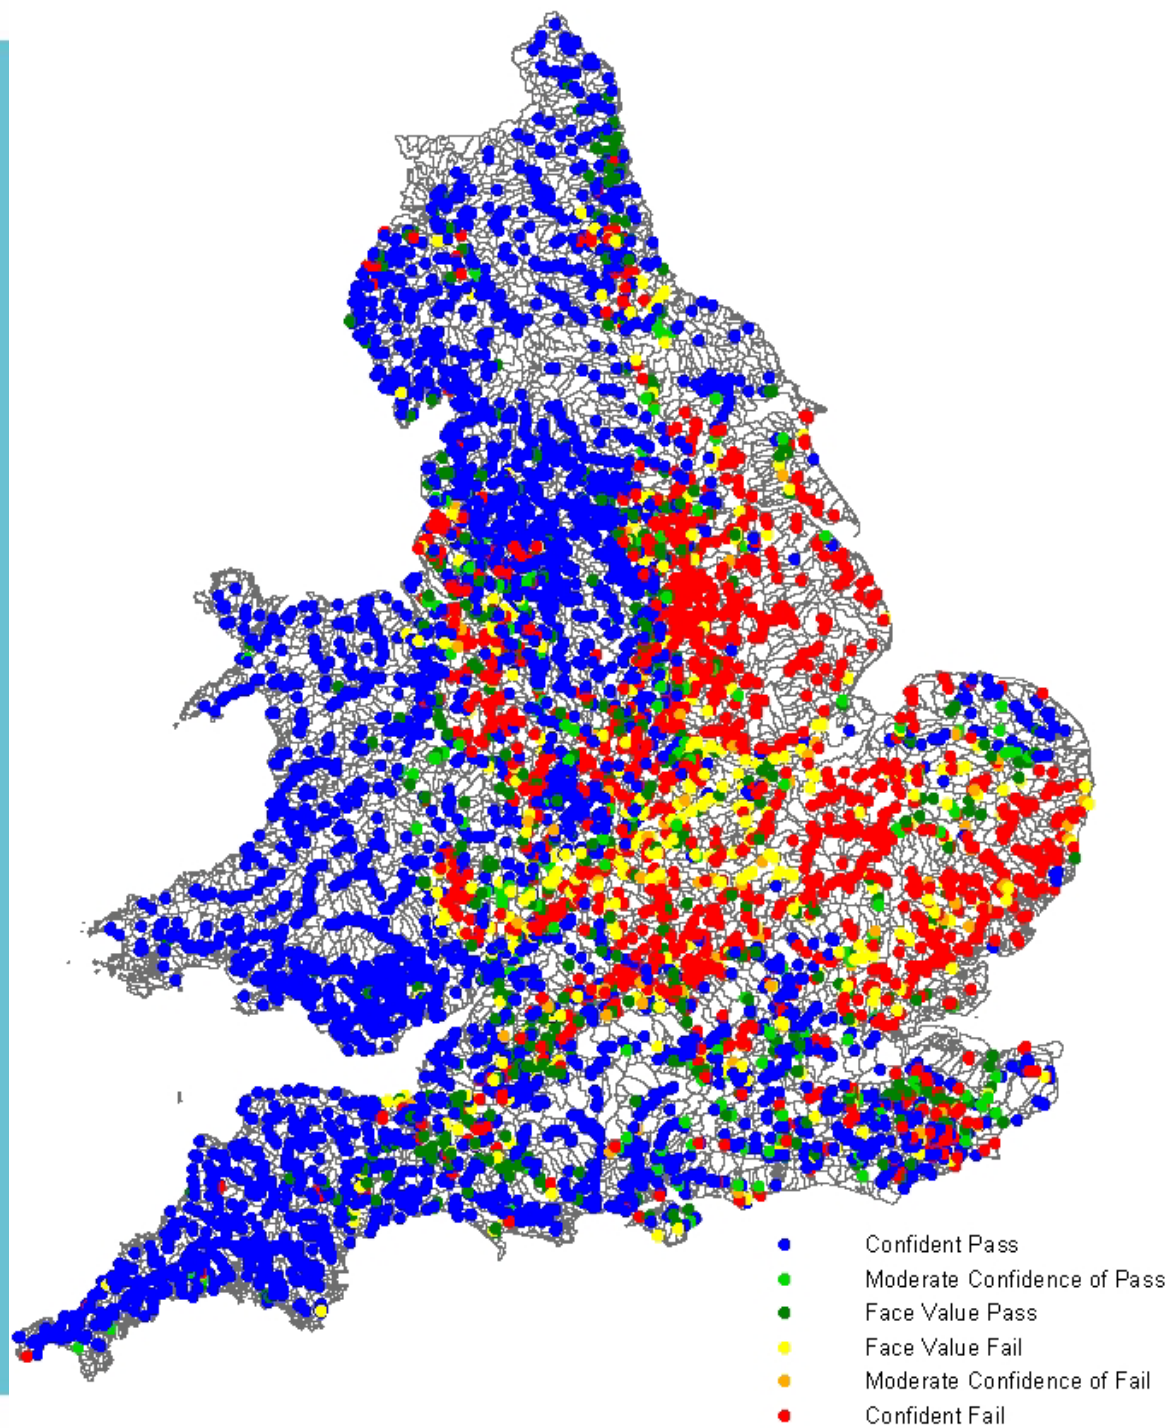 Confident Pass
Moderate Confidence of Pass
Face Value Pass
Face Value Fail
Moderate Confidence of Fail
Confident Fail